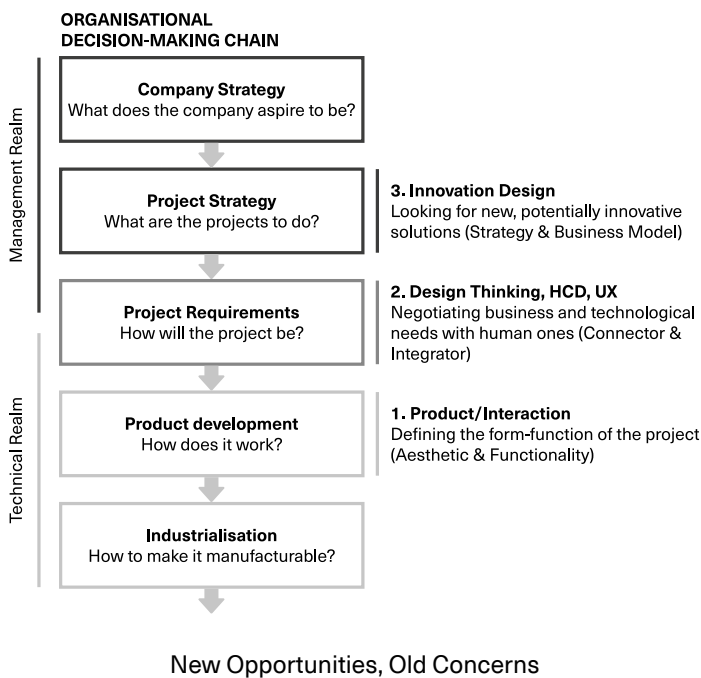 ORGANISATIONAL
DECISION-MAKING CHAIN
Management Realm
Company Strategy
What does the company aspire to be?
Project Strategy
What are the projects to do?
3. Innovation Design
Looking for new, potentially innovative
solutions (Strategy & Business Model)
Project Requirements
How will the project be?
2. Design Thinking, HCD, UX
Negotiating business and technological
needs with human ones (Connector &
Integrator)
Technical Realm
Product development
How does it work?
1. Product/Interaction
Defining the form-function of the project
(Aesthetic & Functionality)
Industrialisation
How to make it manufacturable?
New Opportunities, Old Concerns